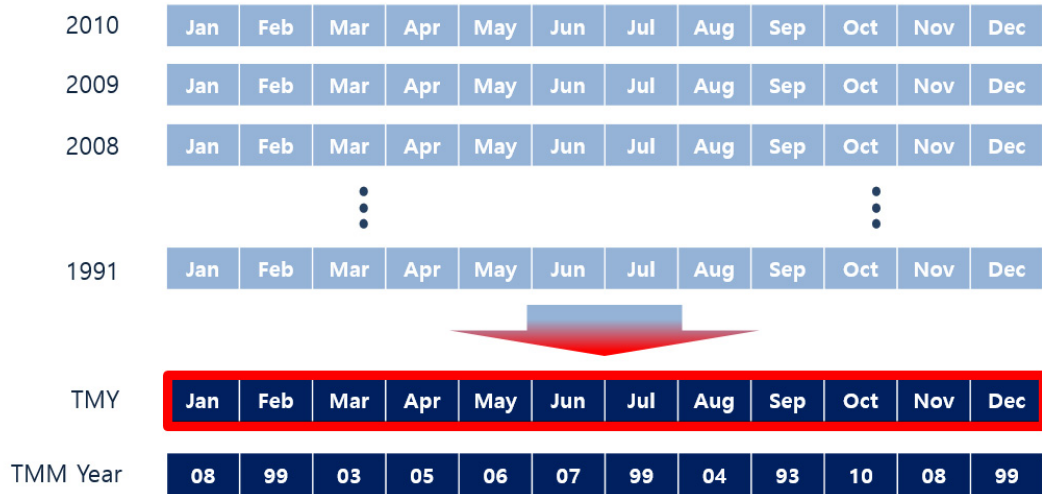 2010 Jan Feb Mar Apr May Jun Jul Aug Sep Oct Nov Dec
2009 Jan Feb Mar Apr May Jun Jul Aug Sep Oct Nov Dec
2008 Jan Feb Mar Apr May Jun Jul Aug Sep Oct Nov Dec
1991 Jan Feb Mar Apr May Jun Jul Aug Sep Oct Nov Dec
TMY Jan Feb Mar Apr May Jun Jul Aug Sep Oct Nov Dec
TMM Year 08 99 03 05 06 07 99 04 93 10 08 99